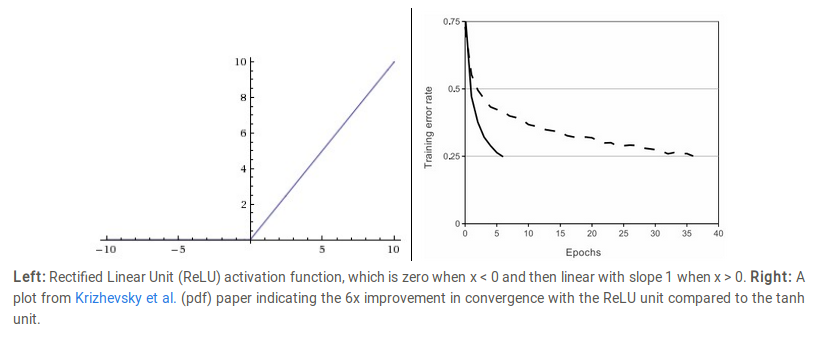 10
8
6
4
2
−10 −5 5 10
0.75
0.5
0.25
0
Training error rate
0 5 10 15 20 25 30 35 40
Epochs
Left: Rectified Linear Unit (ReLU) activation function, which is zero when x < 0 and then linear with slope 1 when x > 0. Right: A
plot from Krizhevsky et al. (pdf) paper indicating the 6x improvement in convergence with the ReLU unit compared to the tanh
unit.